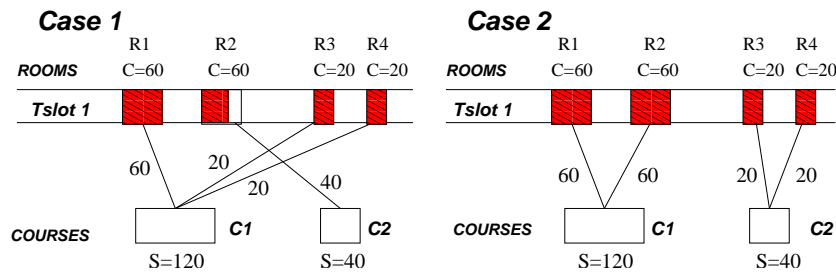 Case 1
Case 2
R1 R2 R3 R4
R1 R2 R3 R4
ROOMS C=60 C=60 C=20 C=20
ROOMS C=60 C=60 C=20 C=20
Tslot 1
Tslot 1
60 20 20 40
60 60 20 20
COURSES C1 C2
COURSES C1 C2
S=120 S=40
S=120 S=40